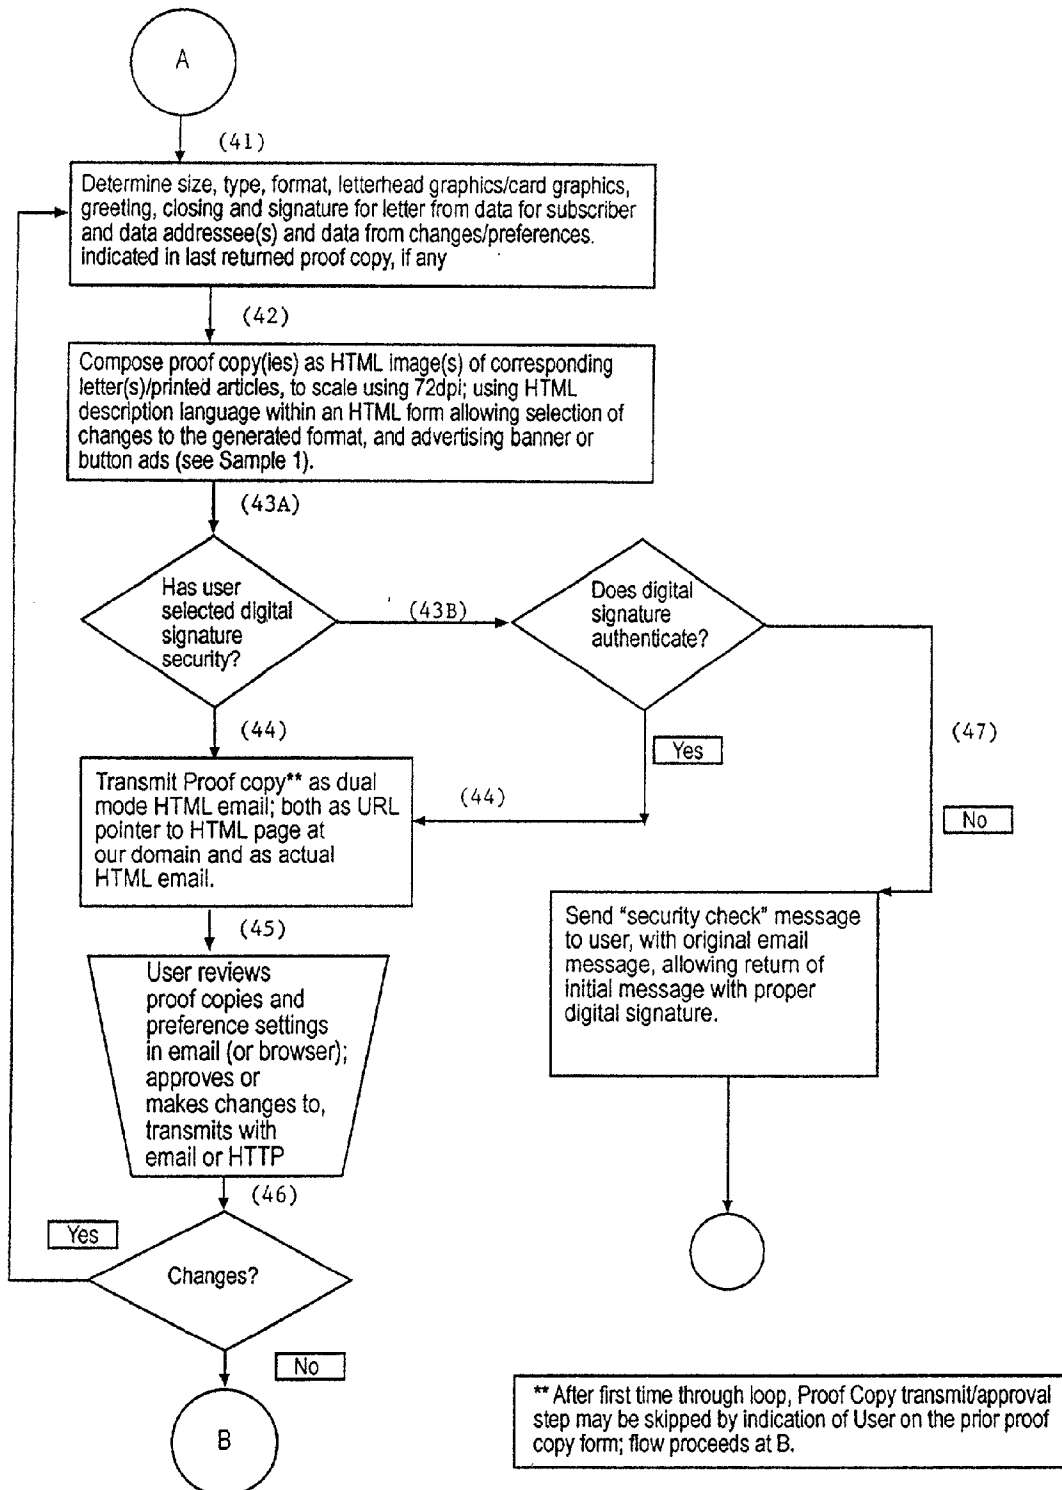 A
(41)
Determine size, type, format, letterhead graphics/card graphics,
greeting, closing and signature for letter from data for subscriber
and data addressee(s) and data from changes/preferences.
indicated in last returned proof copy, if any
(42)
Compose proof copy(ies) as HTML image(s) of corresponding
letter(s)/printed articles, to scale using 72dpi; using HTML
description language within an HTML form allowing selection of
changes to the generated format, and advertising banner or
button ads (see Sample 1).
(43A)
Has user
selected digital
signature
security?
(43B)
Does digital
signature
authenticate?
(44)
Yes
(47)
Transmit Proof copy** as dual
mode HTML email; both as URL
pointer to HTML page at
our domain and as actual
HTML email.
(44)
No
(45)
Send “security check” message
to user, with original email
message, allowing return of
initial message with proper
digital signature.
User reviews
proof copies and
preference settings
in email (or browser);
approves or
makes changes to,
transmits with
email or HTTP
(46)
Yes
Changes?
No
B
** After first time through loop, Proof Copy transmit/approval
step may be skipped by indication of User on the prior proof
copy form; flow proceeds at B.